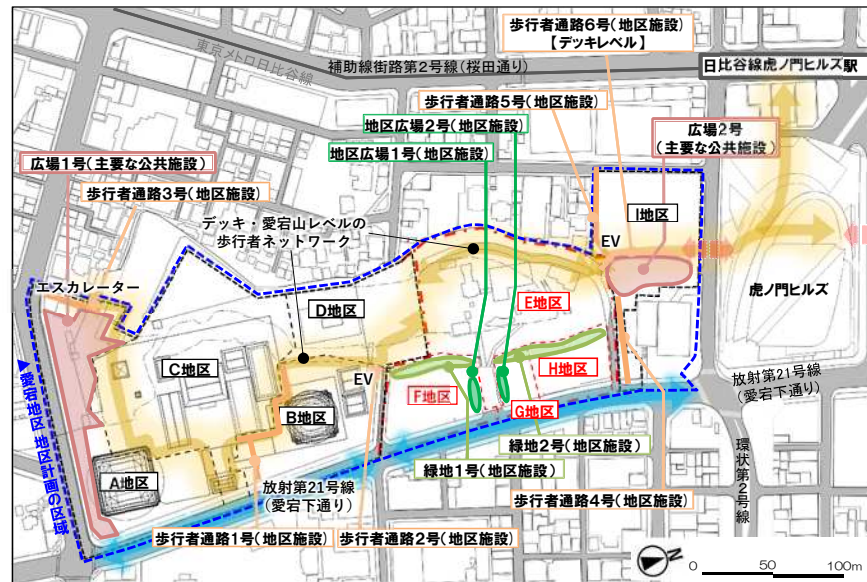 歩行者通路6号(地区施設)
【デッキレベル】
東京メトロ日比谷線
補助線街路第2号線(桜田通り)
日比谷線虎ノ門ヒルズ駅
歩行者通路5号(地区施設)
地区広場2号(地区施設)
広場2号
(主要な公共施設)
地区広場1号(地区施設)
広場1号(主要な公共施設)
歩行者通路3号(地区施設)
デッキ・愛宕山レベルの
歩行者ネットワーク
I地区
EV
エスカレーター
虎ノ門ヒルズ
E地区
D地区
C地区
EV
H地区
放射第21号線
(愛宕下通り)
F地区
B地区
G地区
愛宕地区 地区計画の区域
緑地2号(地区施設)
緑地1号(地区施設)
A地区
放射第21号線
(愛宕下通り)
歩行者通路4号(地区施設)
環状第2号線
歩行者通路1号(地区施設)
歩行者通路2号(地区施設)
N
0 50 100m